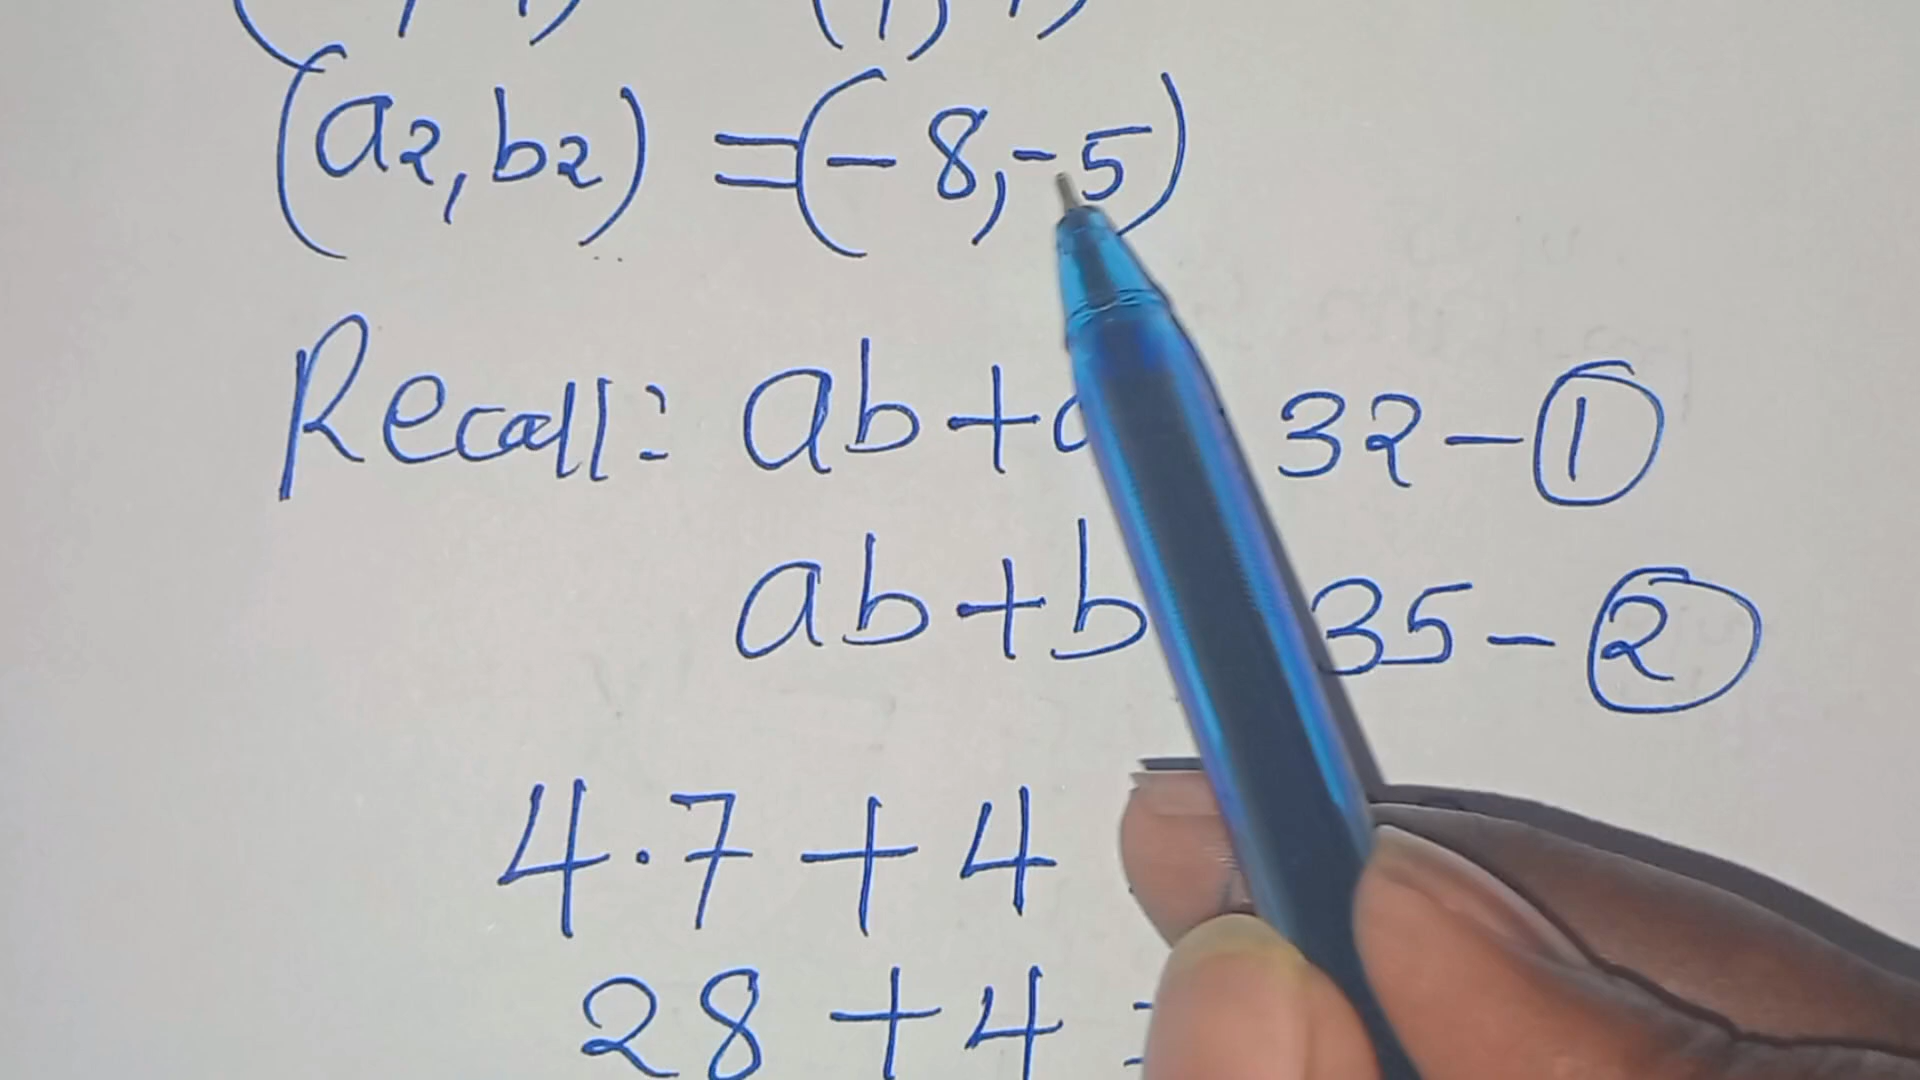 (a2,b2) =(-8,-5)
Recall: ab+a 32-①
ab+b 35-②
4.7+4
28+4=